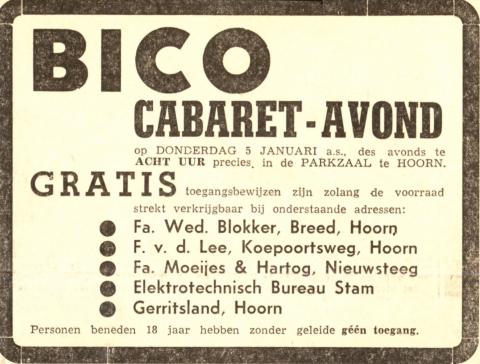 BICO
CABARET-AVOND
op DONDERDAG 5 JANUARI a.s., des avonds te
ACHT UUR precies, in de PARKZAAL te HOORN.
GRATIS toegangsbewijzen zijn zolang de voorraad
strekt verkrijgbaar bij onderstaande adressen:
● Fa. Wed. Blokker, Breed, Hoorn
● F. v. d. Lee, Koepoortsweg, Hoorn
● Fa. Moeijes & Hartog, Nieuwsteeg
● Elektrotechnisch Bureau Stam
● Gerritsland, Hoorn
Personen beneden 18 jaar hebben zonder geleide géén toegang.